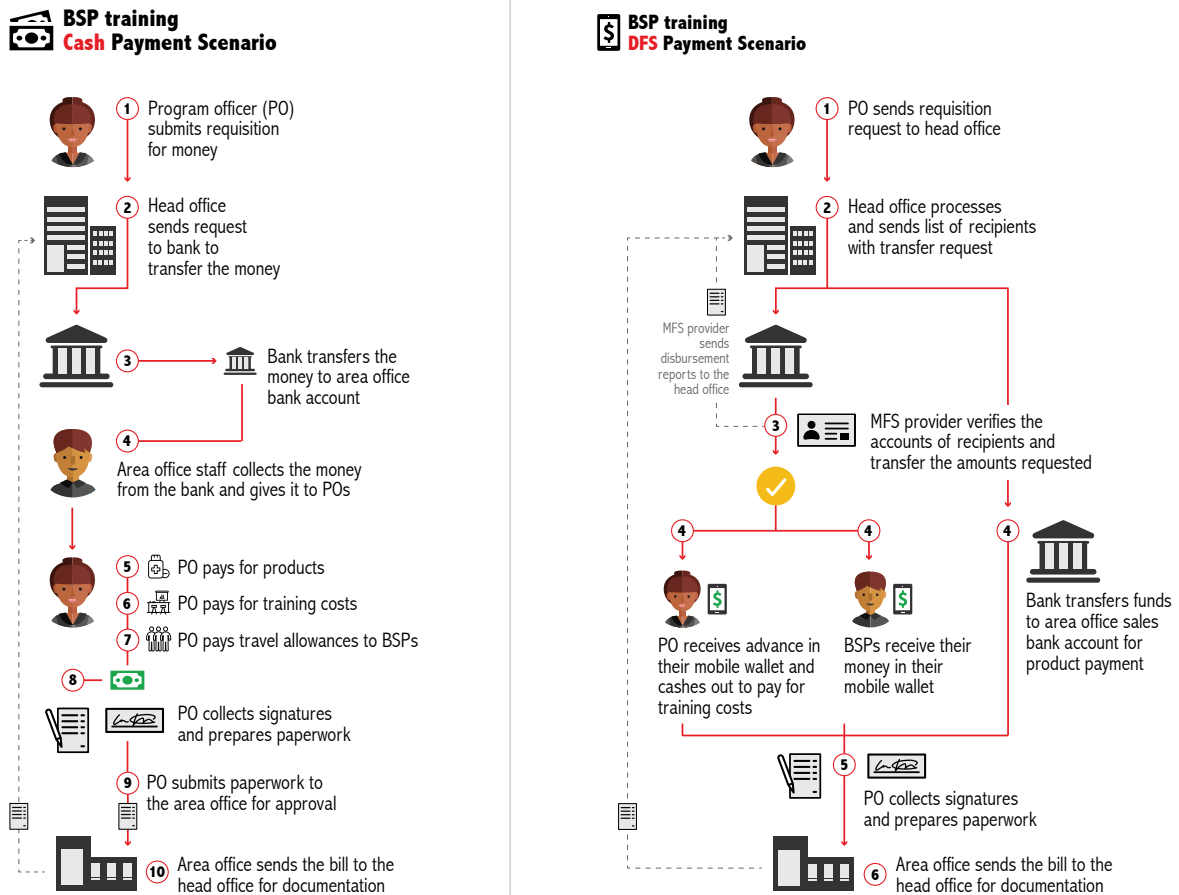 BSP training
Cash Payment Scenario
1
Program officer (PO)
submits requisition
for money
2
Head office
sends request
to bank to
transfer the money
3
Bank transfers the
money to area office
bank account
4
Area office staff collects the money
from the bank and gives it to POs
5
PO pays for products
6
PO pays for training costs
7
PO pays travel allowances to BSPs
8
PO collects signatures
and prepares paperwork
9
PO submits paperwork to
the area office for approval
10
Area office sends the bill to the
head office for documentation
$
BSP training
DFS Payment Scenario
1
PO sends requisition
request to head office
2
Head office processes
and sends list of recipients
with transfer request
MFS provider
sends
disbursement
reports to the
head office
3
MFS provider verifies the
accounts of recipients and
transfer the amounts requested
4
4
4
$
$
PO receives advance in
their mobile wallet and
cashes out to pay for
training costs
BSPs receive their
money in their
mobile wallet
Bank transfers funds
to area office sales
bank account for
product payment
5
PO collects signatures
and prepares paperwork
6
Area office sends the bill to the
head office for documentation